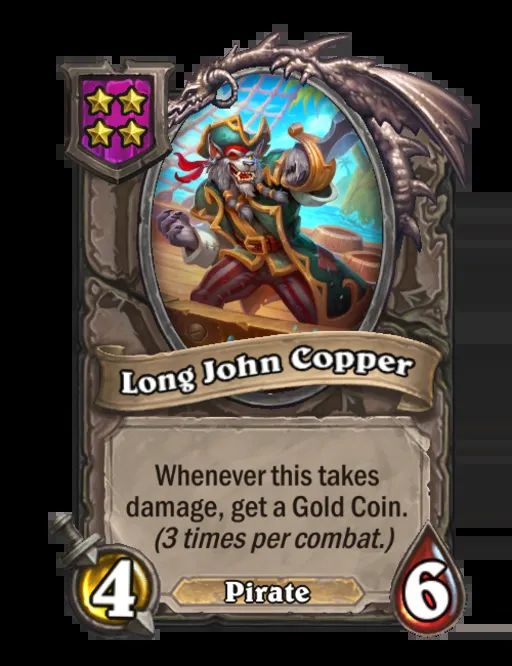 Long John Copper
Whenever this takes
damage, get a Gold Coin.
(3 times per combat.)
4
Pirate
6